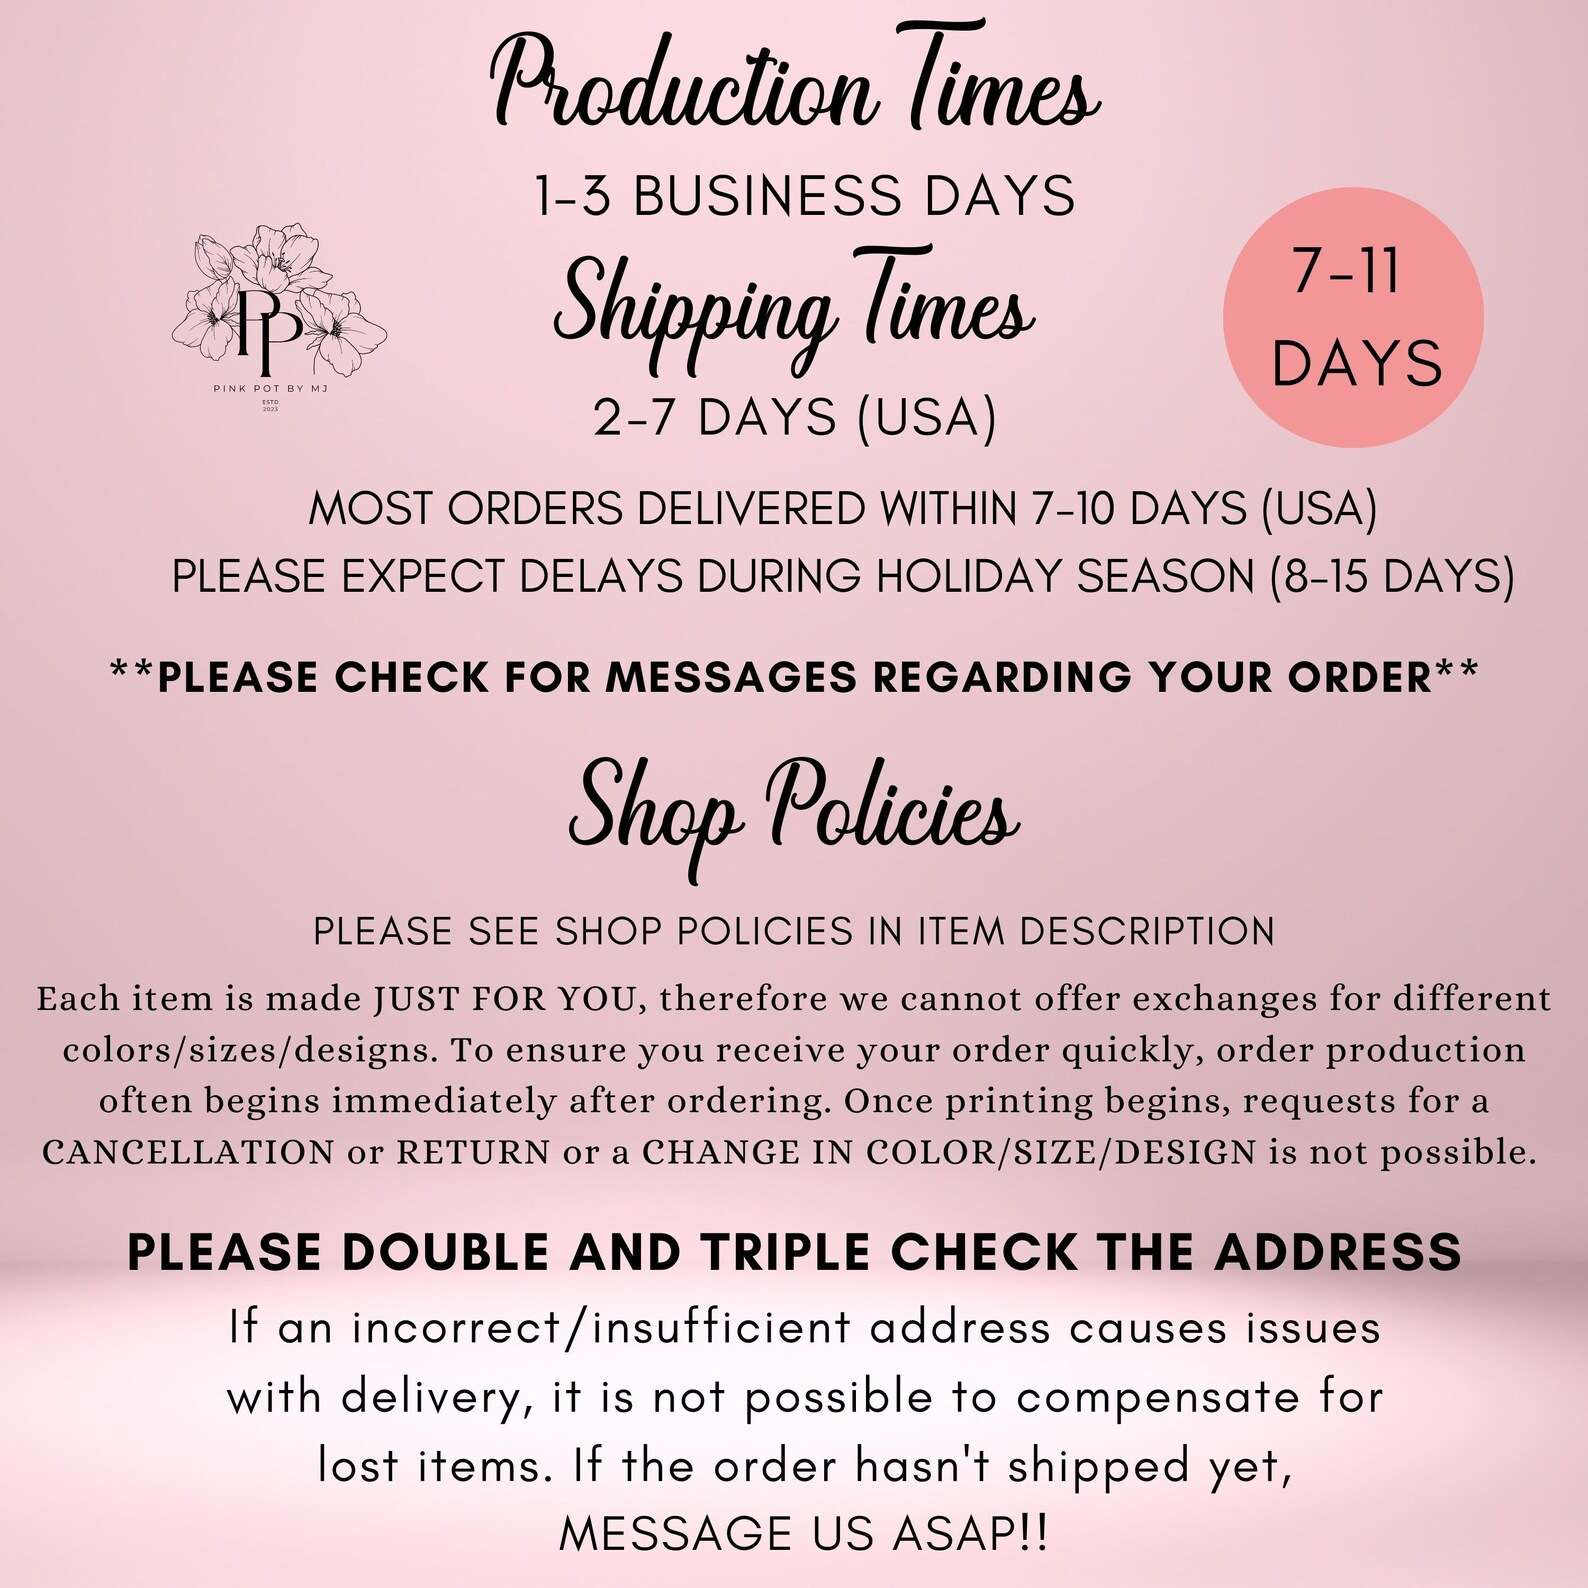 Production Times
1-3 BUSINESS DAYS
Shipping Times
2-7 DAYS (USA)
PP
PINK POT BY MJ
ESTD
2023
7-11
DAYS
MOST ORDERS DELIVERED WITHIN 7-10 DAYS (USA)
PLEASE EXPECT DELAYS DURING HOLIDAY SEASON (8-15 DAYS)
**PLEASE CHECK FOR MESSAGES REGARDING YOUR ORDER**
Shop Policies
PLEASE SEE SHOP POLICIES IN ITEM DESCRIPTION
Each item is made JUST FOR YOU, therefore we cannot offer exchanges for different
colors/sizes/designs. To ensure you receive your order quickly, order production
often begins immediately after ordering. Once printing begins, requests for a
CANCELLATION or RETURN or a CHANGE IN COLOR/SIZE/DESIGN is not possible.
PLEASE DOUBLE AND TRIPLE CHECK THE ADDRESS
If an incorrect/insufficient address causes issues
with delivery, it is not possible to compensate for
lost items. If the order hasn't shipped yet,
MESSAGE US ASAP!!